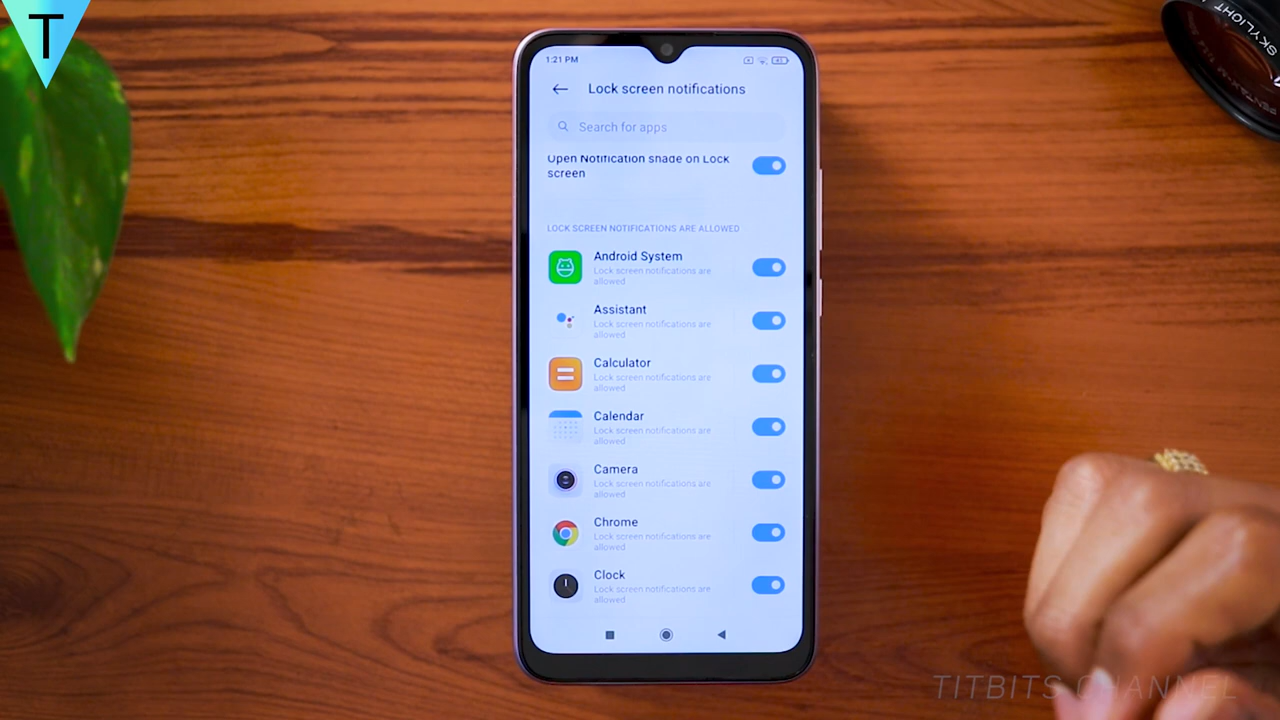 T
SKYLIGHT
PENTAX
1:21 PM
45
Lock screen notifications
Search for apps
Open Notification shade on Lock
screen
LOCK SCREEN NOTIFICATIONS ARE ALLOWED
Android System
Lock screen notifications are
allowed
Assistant
Lock screen notifications are
allowed
Calculator
Lock screen notifications are
allowed
Calendar
Lock screen notifications are
allowed
Camera
Lock screen notifications are
allowed
Chrome
Lock screen notifications are
allowed
Clock
Lock screen notifications are
allowed
TITBITS CHANNEL